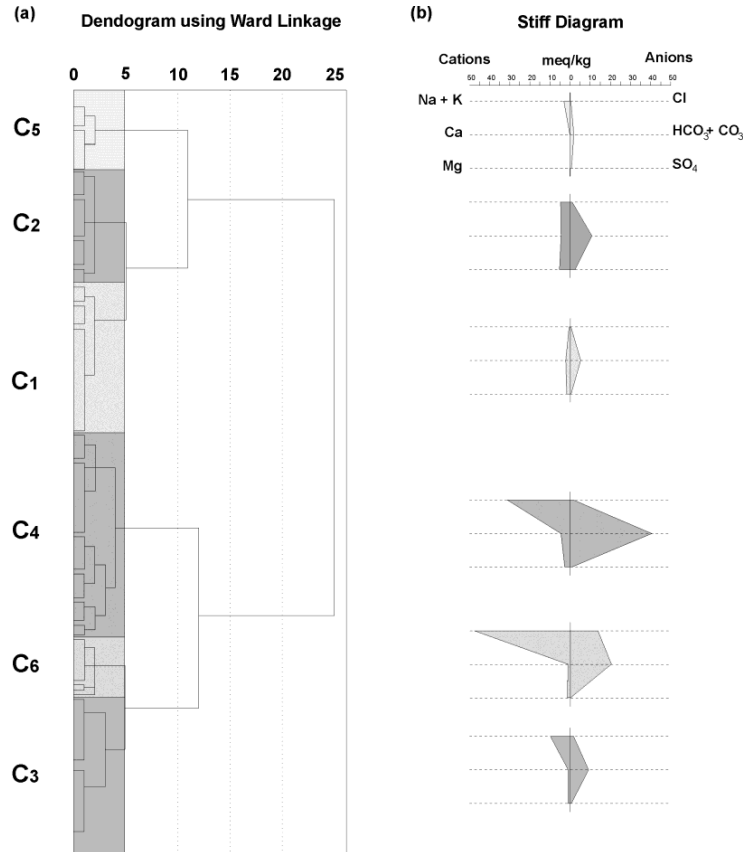 (a) Dendogram using Ward Linkage
0 5 10 15 20 25
C5
C2
C1
C4
C6
C3
(b) Stiff Diagram
Cations meq/kg Anions
50 40 30 20 10 0 10 20 30 40 50
Na + K Cl
Ca HCO3+ CO3
Mg SO4